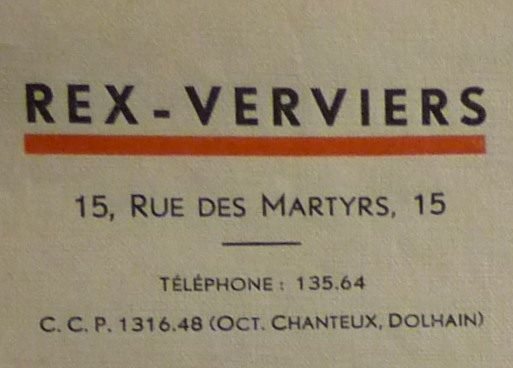 REX-VERVIERS
15, RUE DES MARTYRS, 15
TÉLÉPHONE : 135.64
C. C. P. 1316.48 (OCT. CHANTEUX, DOLHAIN)